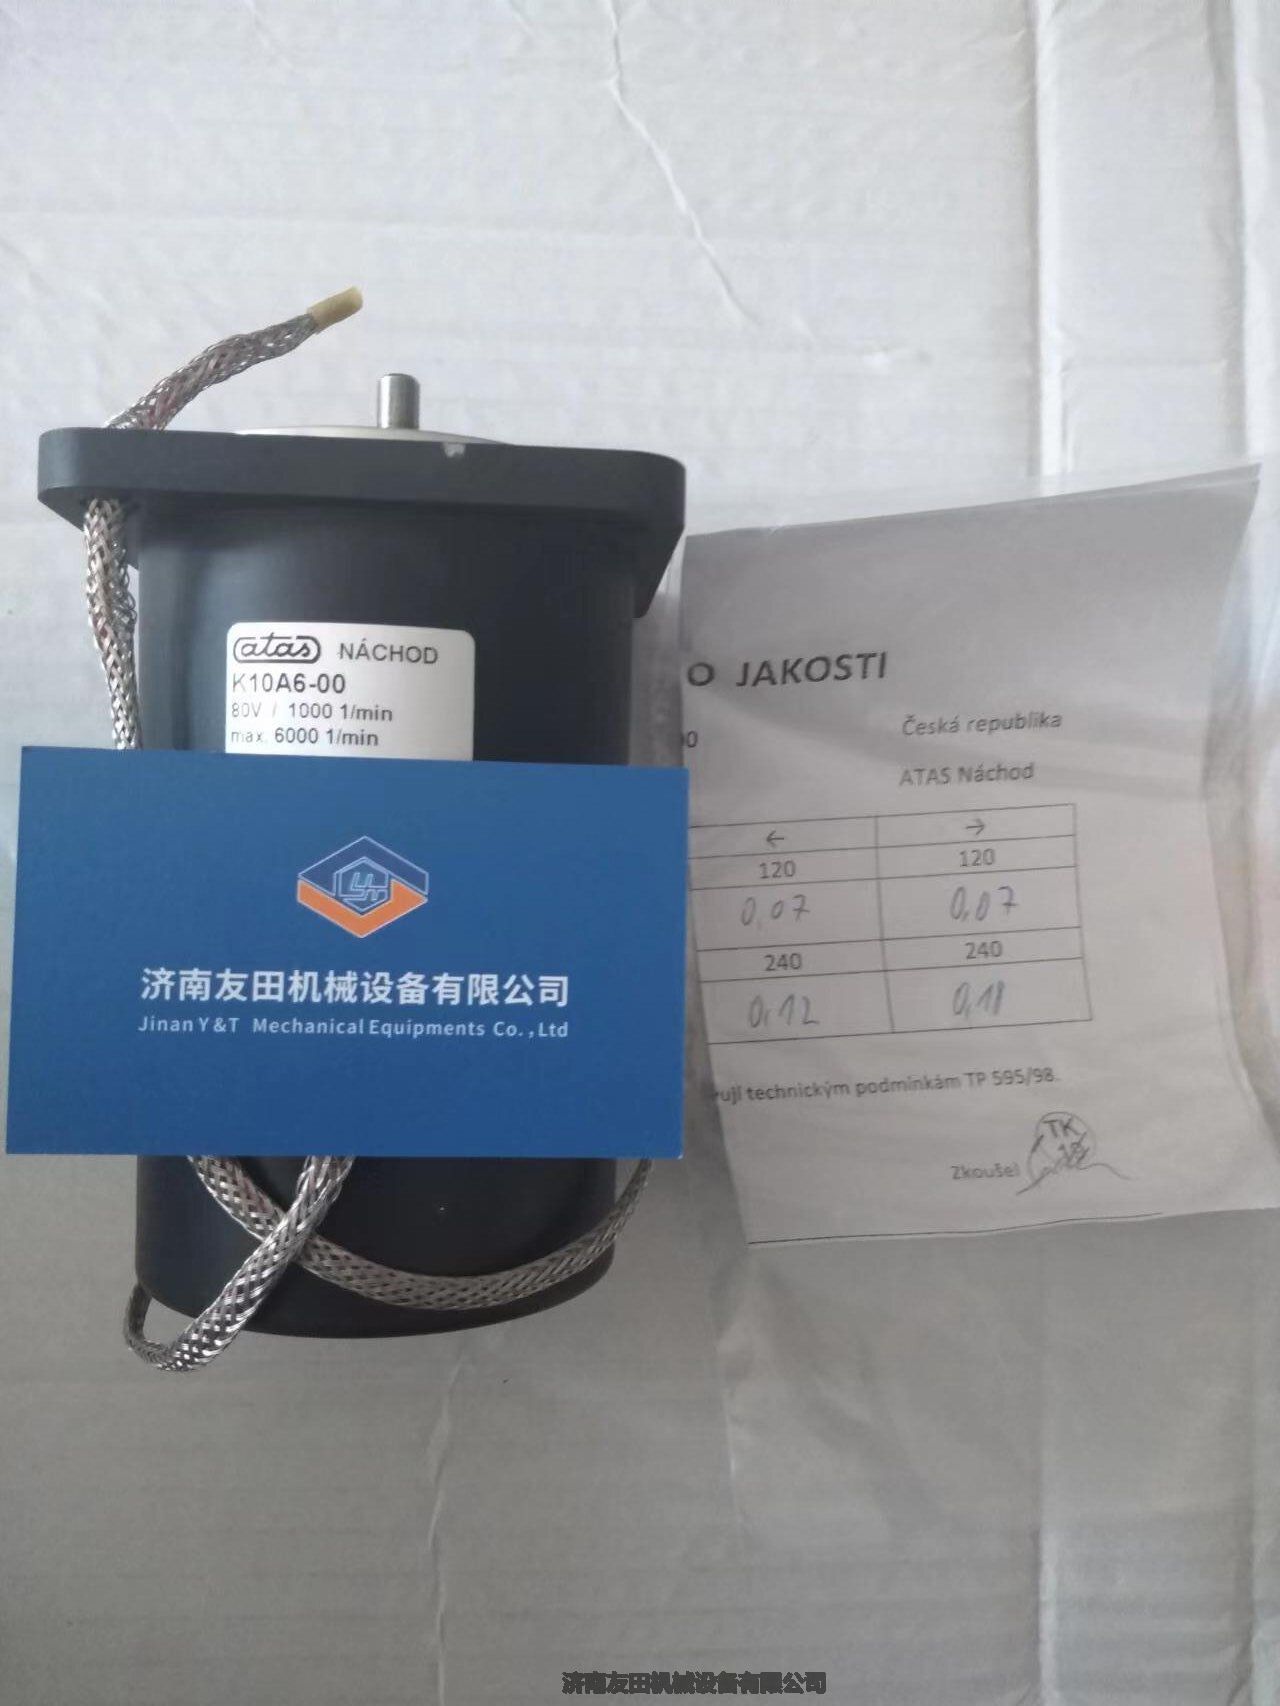 atas NÁCHOD
K10A6-00
80V / 1000 1/min
max. 6000 1/min
济南友田机械设备有限公司
Jinan Y&T Mechanical Equipments Co.,Ltd
O JAKOSTI
Česká republika
ATAS Náchod
← →
120 120
0,07 0,07
240 240
0,12 0,11
technickým podmínkám TP 595/98.
TK
Zkoušel
济南友田机械设备有限公司